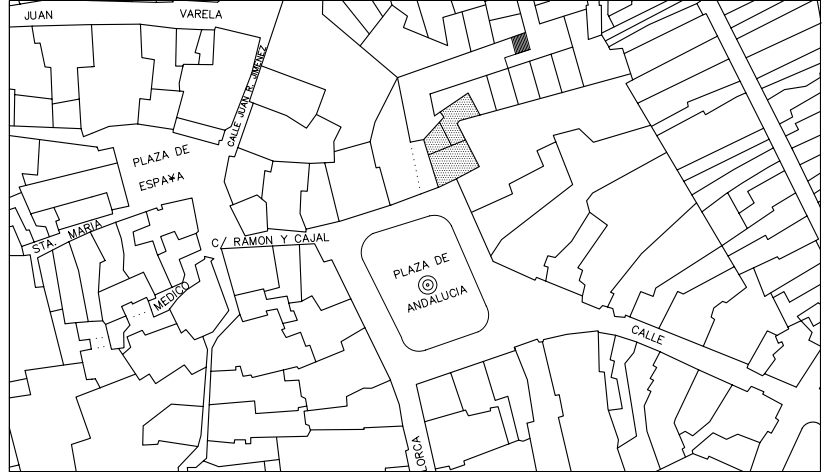 JUAN VARELA
CALLE JUAN R. JIMENEZ
PLAZA DE
ESPA¥A
STA. MARIA
C/ RAMON Y CAJAL
MEDICO
PLAZA DE
ANDALUCIA
CALLE
LORCA